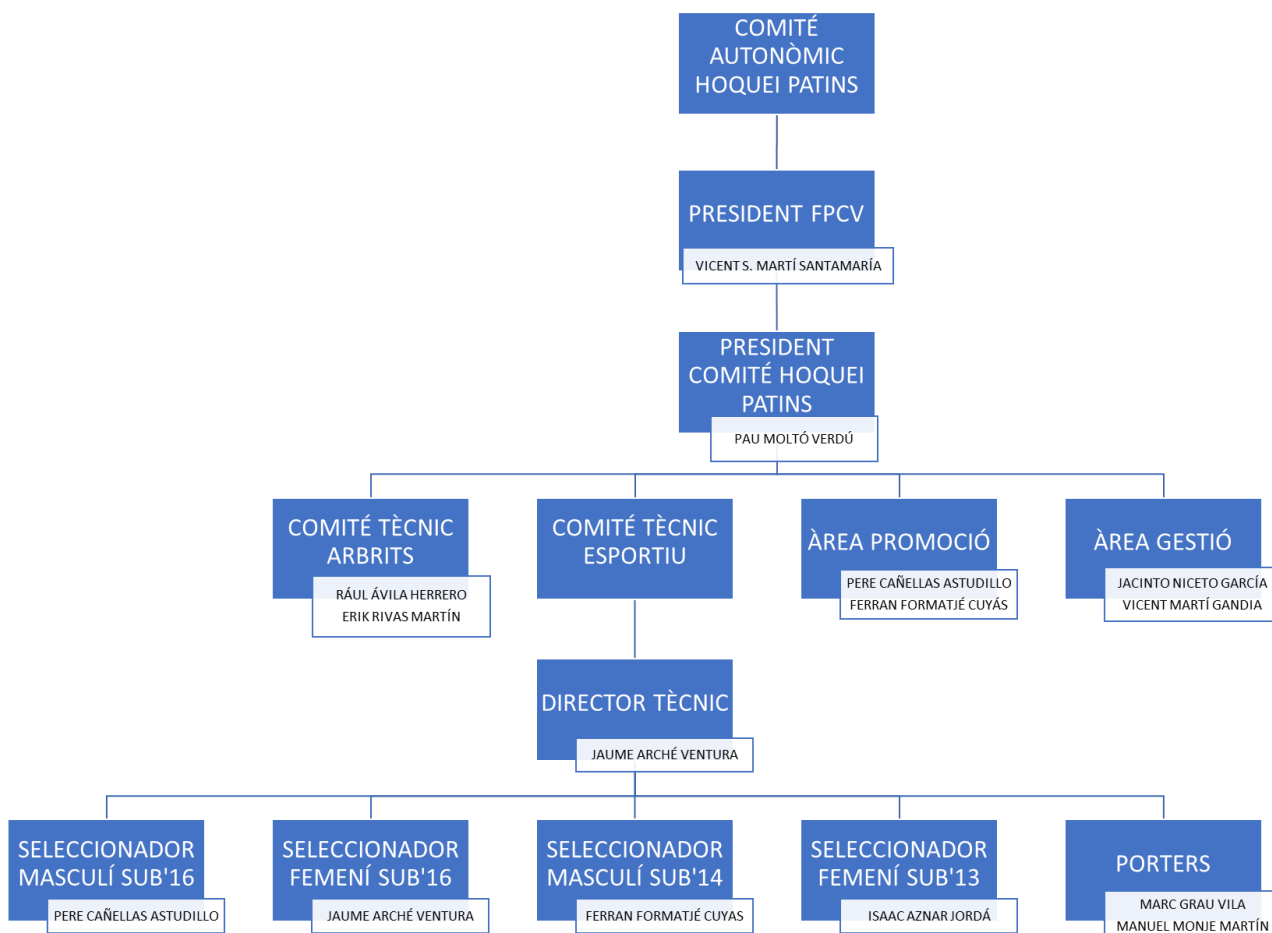 COMITÉ
AUTONÒMIC
HOQUEI PATINS
PRESIDENT FPCV
VICENT S. MARTÍ SANTAMARÍA
PRESIDENT
COMITÉ HOQUEI
PATINS
PAU MOLTÓ VERDÚ
COMITÉ TÈCNIC
ARBRITS
RÁUL ÁVILA HERRERO
ERIK RIVAS MARTÍN
COMITÉ TÈCNIC
ESPORTIU
ÀREA PROMOCIÓ
PERE CAÑELLAS ASTUDILLO
FERRAN FORMATJÉ CUYÁS
ÀREA GESTIÓ
JACINTO NICETO GARCÍA
VICENT MARTÍ GANDIA
DIRECTOR TÈCNIC
JAUME ARCHÉ VENTURA
SELECCIONADOR
MASCULÍ SUB'16
PERE CAÑELLAS ASTUDILLO
SELECCIONADOR
FEMENÍ SUB'16
JAUME ARCHÉ VENTURA
SELECCIONADOR
MASCULÍ SUB'14
FERRAN FORMATJÉ CUYAS
SELECCIONADOR
FEMENÍ SUB'13
ISAAC AZNAR JORDÁ
PORTERS
MARC GRAU VILA
MANUEL MONJE MARTÍN